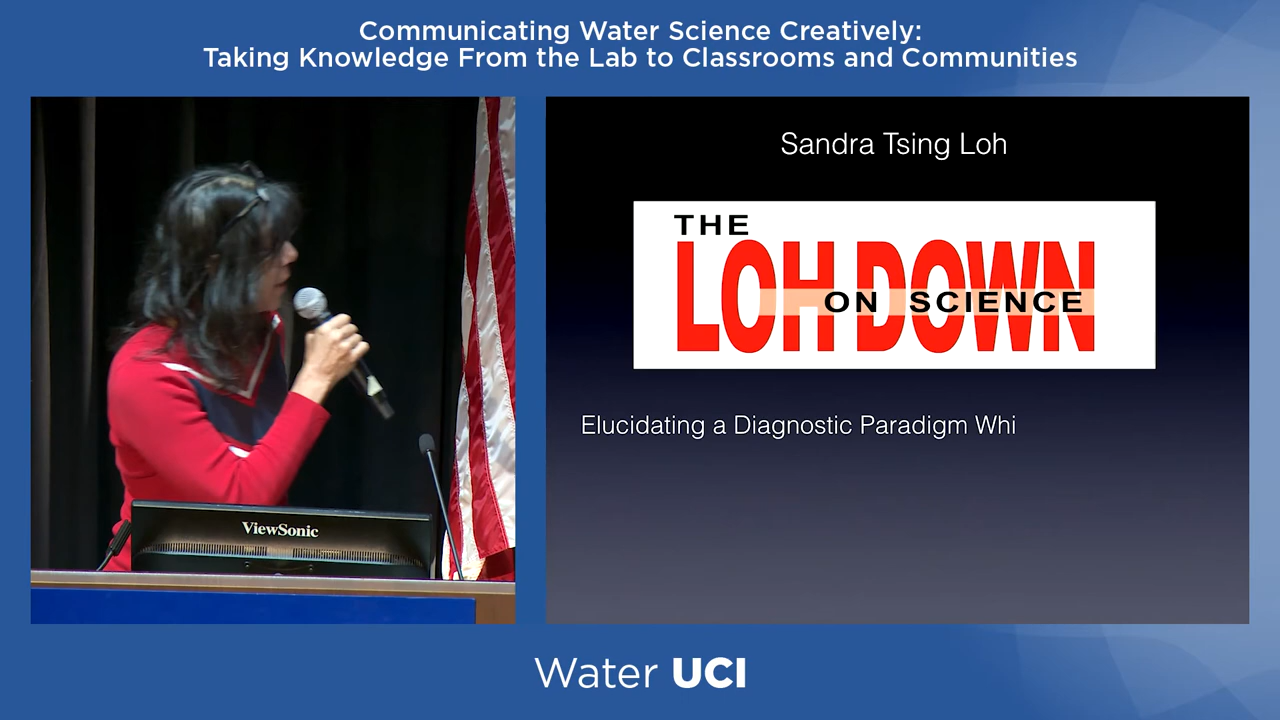 Communicating Water Science Creatively:
Taking Knowledge From the Lab to Classrooms and Communities
Sandra Tsing Loh
THE
LOH DOWN
ON SCIENCE
Elucidating a Diagnostic Paradigm Whi
ViewSonic
Water UCI